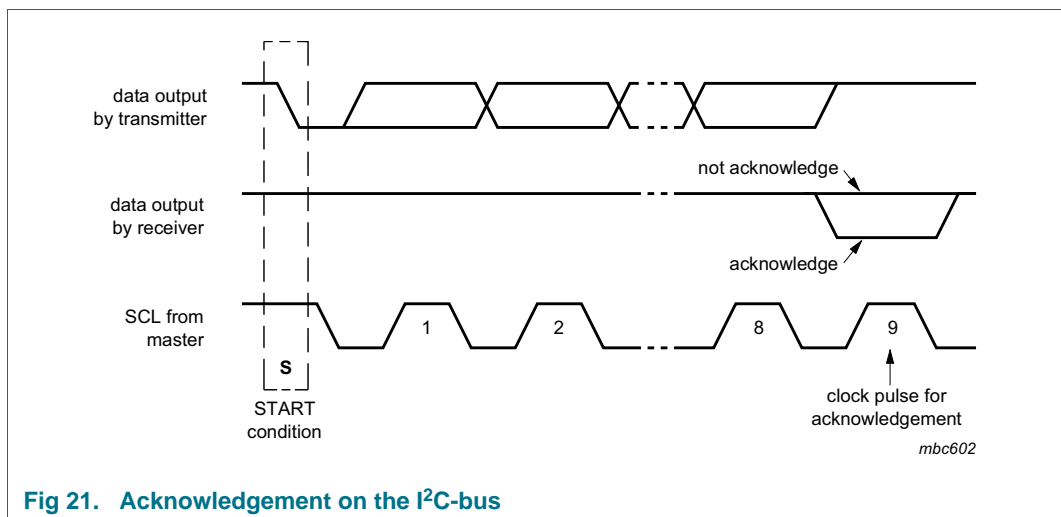 data output
by transmitter
not acknowledge
data output
by receiver
acknowledge
SCL from
master
1
2
8
9
S
START
condition
clock pulse for
acknowledgement
mbc602
Fig 21. Acknowledgement on the I²C-bus